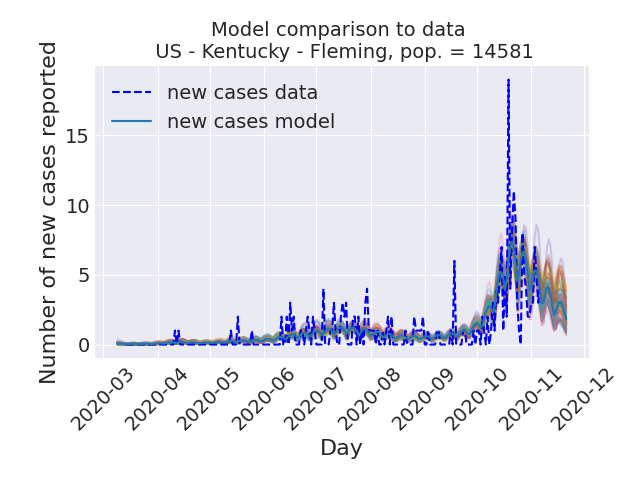 Model comparison to data
US - Kentucky - Fleming, pop. = 14581
new cases data
new cases model
Number of new cases reported
15
10
5
0
2020-03
2020-04
2020-05
2020-06
2020-07
2020-08
2020-09
2020-10
2020-11
2020-12
Day